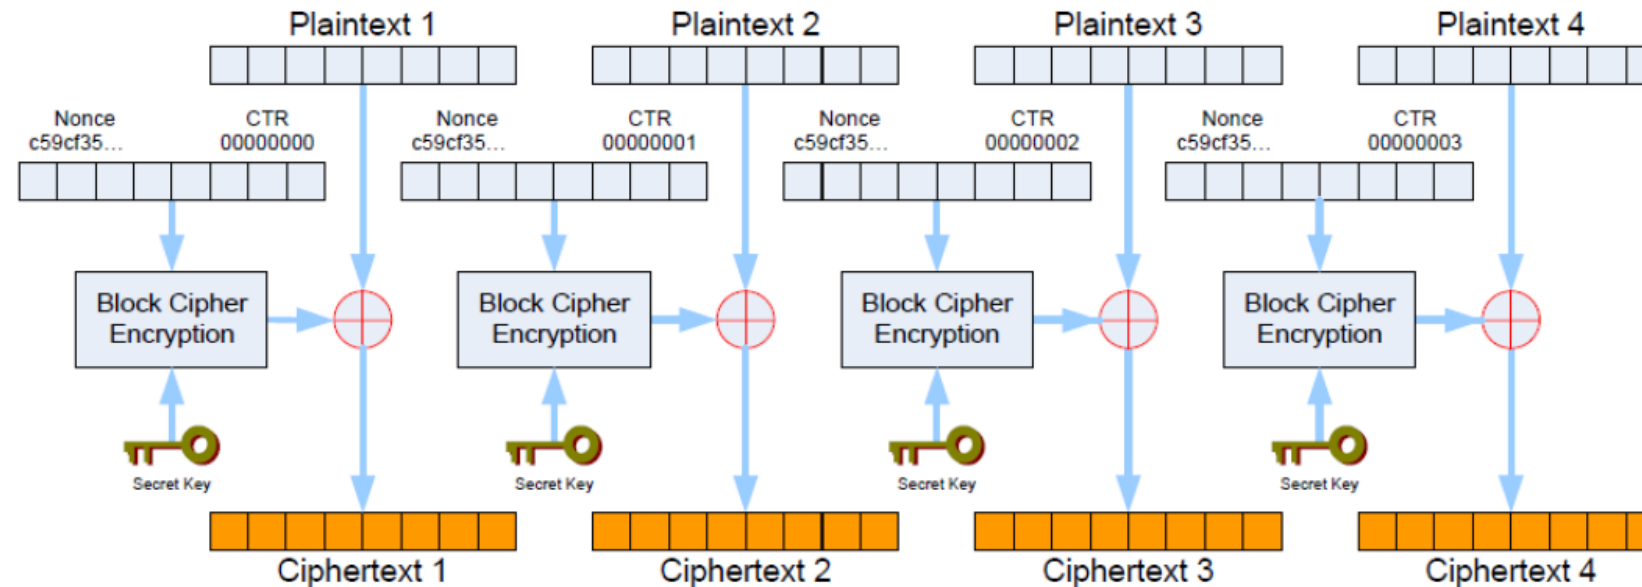 Plaintext 1
Plaintext 2
Plaintext 3
Plaintext 4
Nonce
c59cf35...
CTR
00000000
Nonce
c59cf35...
CTR
00000001
Nonce
c59cf35...
CTR
00000002
Nonce
c59cf35...
CTR
00000003
Block Cipher
Encryption
Block Cipher
Encryption
Block Cipher
Encryption
Block Cipher
Encryption
Secret Key
Secret Key
Secret Key
Secret Key
Ciphertext 1
Ciphertext 2
Ciphertext 3
Ciphertext 4